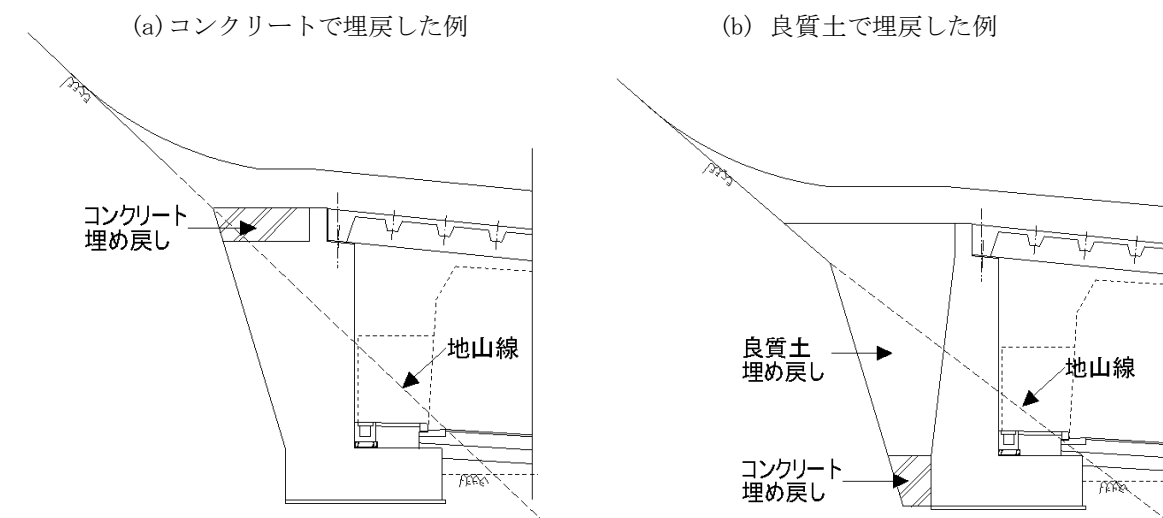 (a)コンクリートで埋戻した例
(b) 良質土で埋戻した例
コンクリート
埋め戻し
地山線
良質土
埋め戻し
地山線
コンクリート
埋め戻し